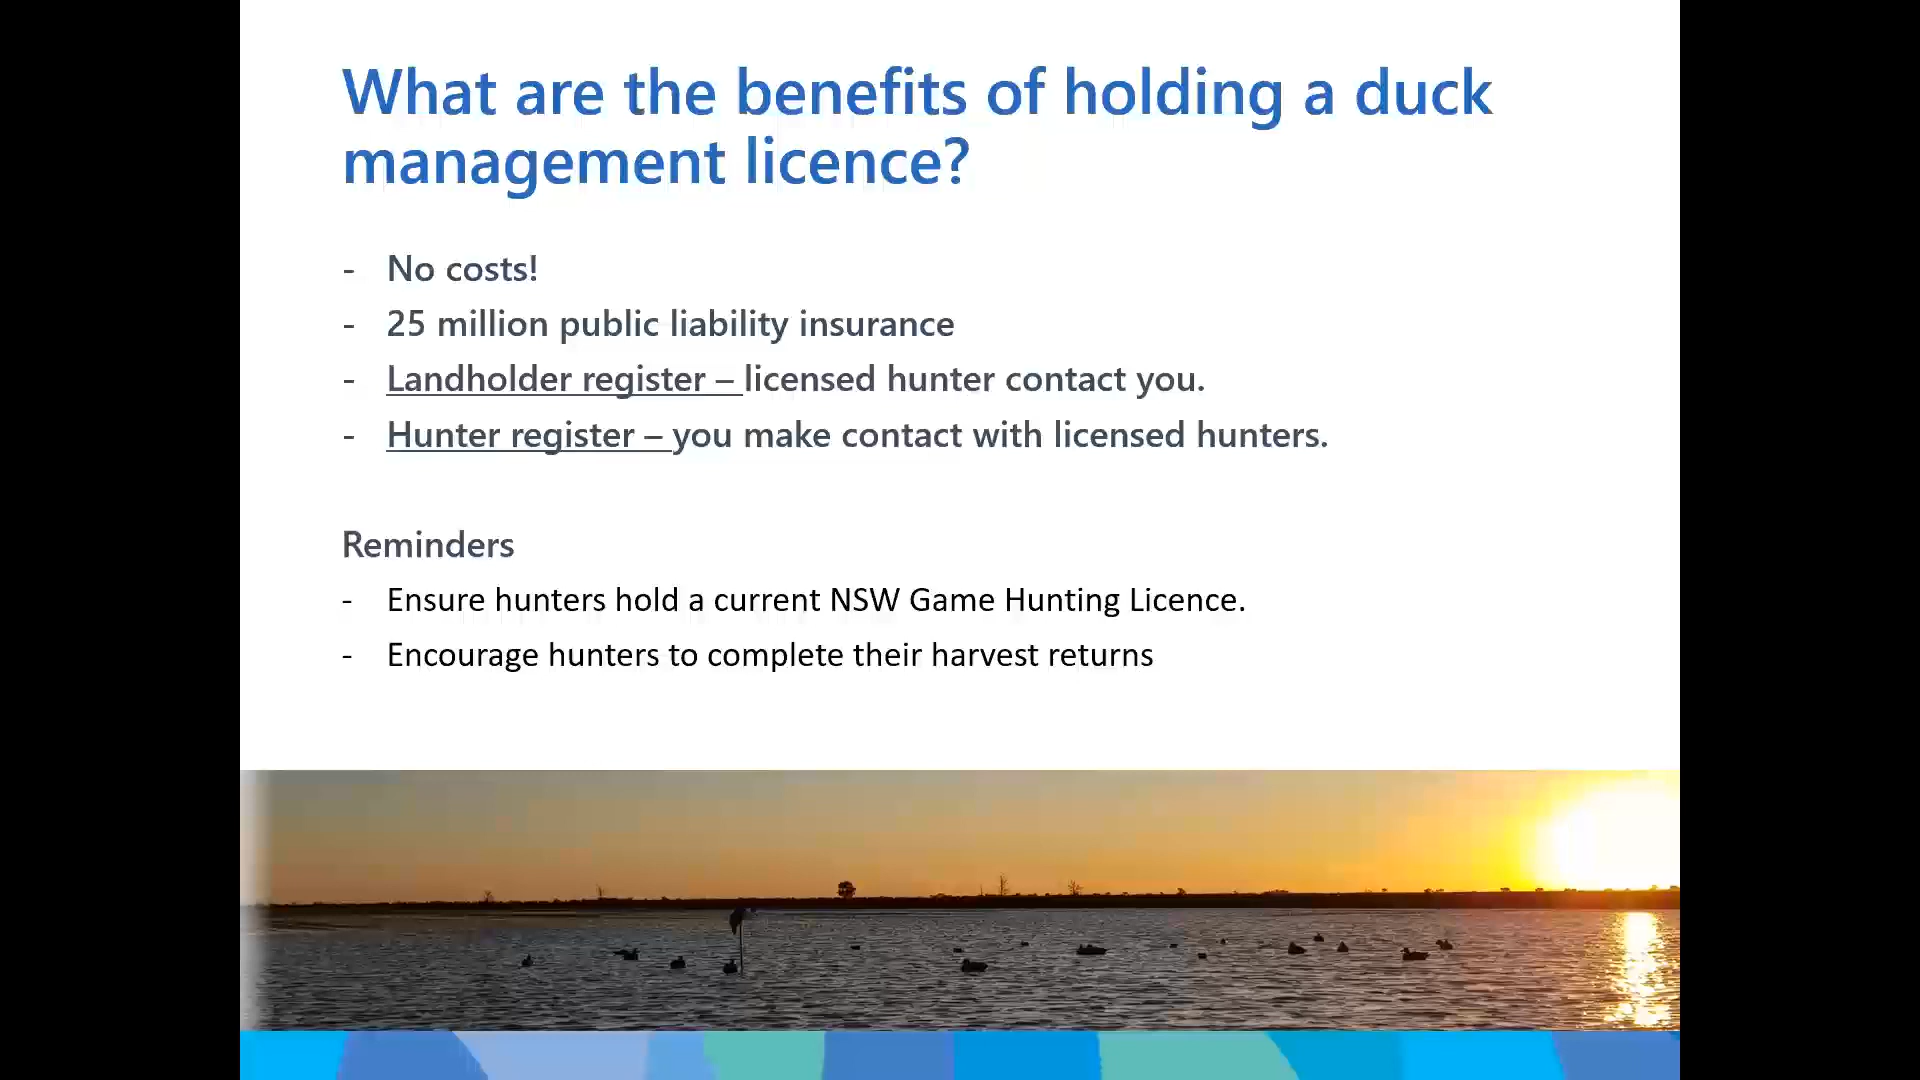 What are the benefits of holding a duck
management licence?
- No costs!
- 25 million public liability insurance
- Landholder register – licensed hunter contact you.
- Hunter register – you make contact with licensed hunters.
Reminders
- Ensure hunters hold a current NSW Game Hunting Licence.
- Encourage hunters to complete their harvest returns